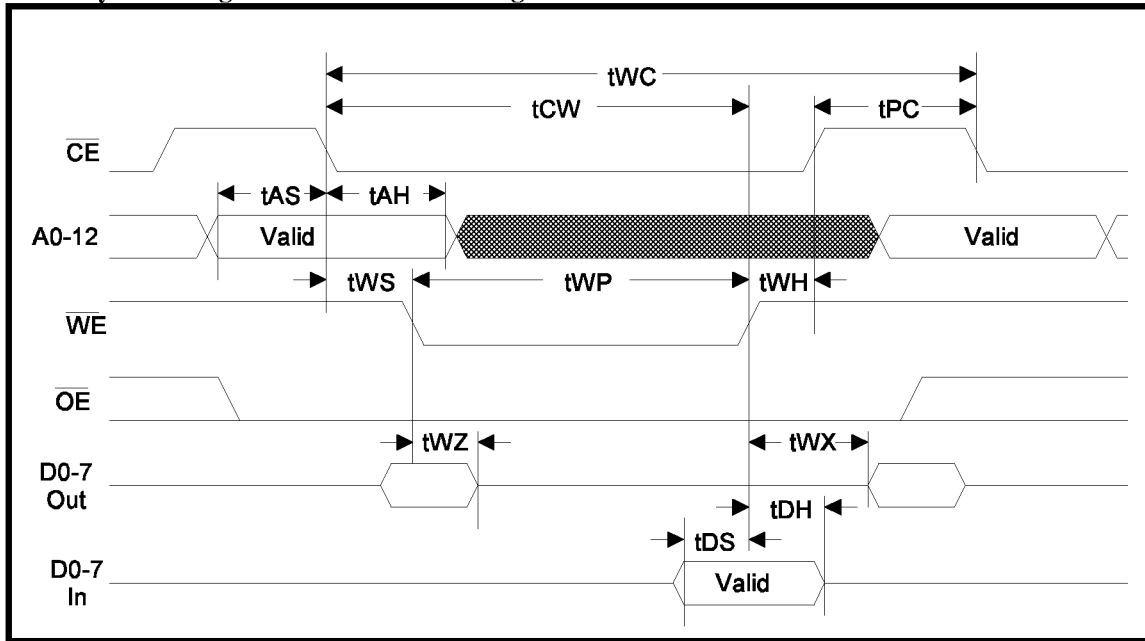 tWC
tCW
tPC
CE
tAS
tAH
A0-12
Valid
Valid
tWS
tWP
tWH
WE
OE
tWZ
tWX
D0-7
Out
tDH
tDS
D0-7
In
Valid